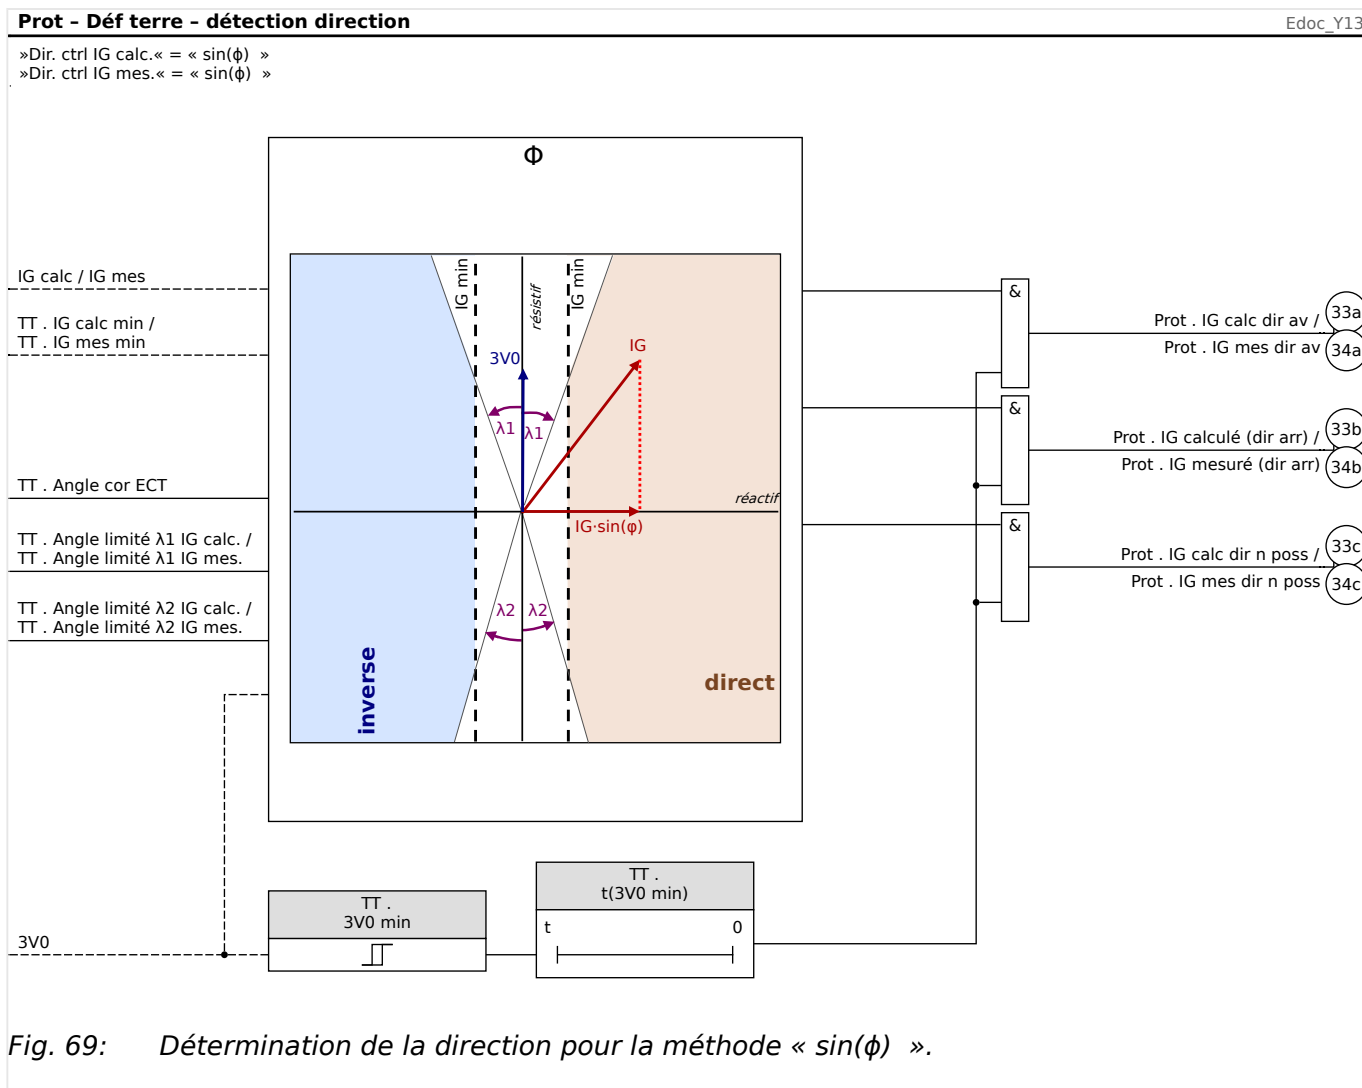 Prot – Déf terre – détection direction
Edoc_Y13
»Dir. ctrl IG calc.« = « sin(ϕ)  »
»Dir. ctrl IG mes.« = « sin(ϕ)  »
Φ
IG calc / IG mes
TT . IG calc min /
TT . IG mes min
TT . Angle cor ECT
TT . Angle limité λ1 IG calc. /
TT . Angle limité λ1 IG mes.
TT . Angle limité λ2 IG calc. /
TT . Angle limité λ2 IG mes.
3V0
IG min
résistif
IG min
3V0
IG
λ1
λ1
réactif
IG·sin(φ)
λ2
λ2
inverse
direct
&
Prot . IG calc dir av /
Prot . IG mes dir av
33a
34a
&
Prot . IG calculé (dir arr) /
Prot . IG mesuré (dir arr)
33b
34b
&
Prot . IG calc dir n poss /
Prot . IG mes dir n poss
33c
34c
TT .
3V0 min
TT .
t(3V0 min)
t
0
Fig. 69: Détermination de la direction pour la méthode « sin(ϕ)  ».